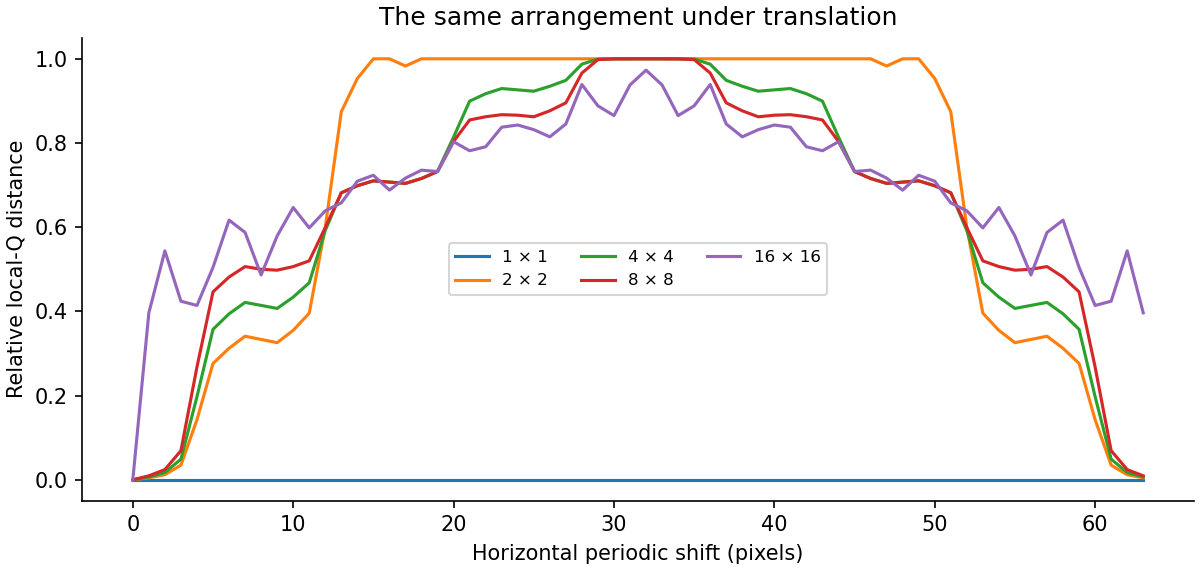 The same arrangement under translation
Relative local-Q distance
1.0
0.8
0.6
0.4
0.2
0.0
1 × 1
2 × 2
4 × 4
8 × 8
16 × 16
0 10 20 30 40 50 60
Horizontal periodic shift (pixels)